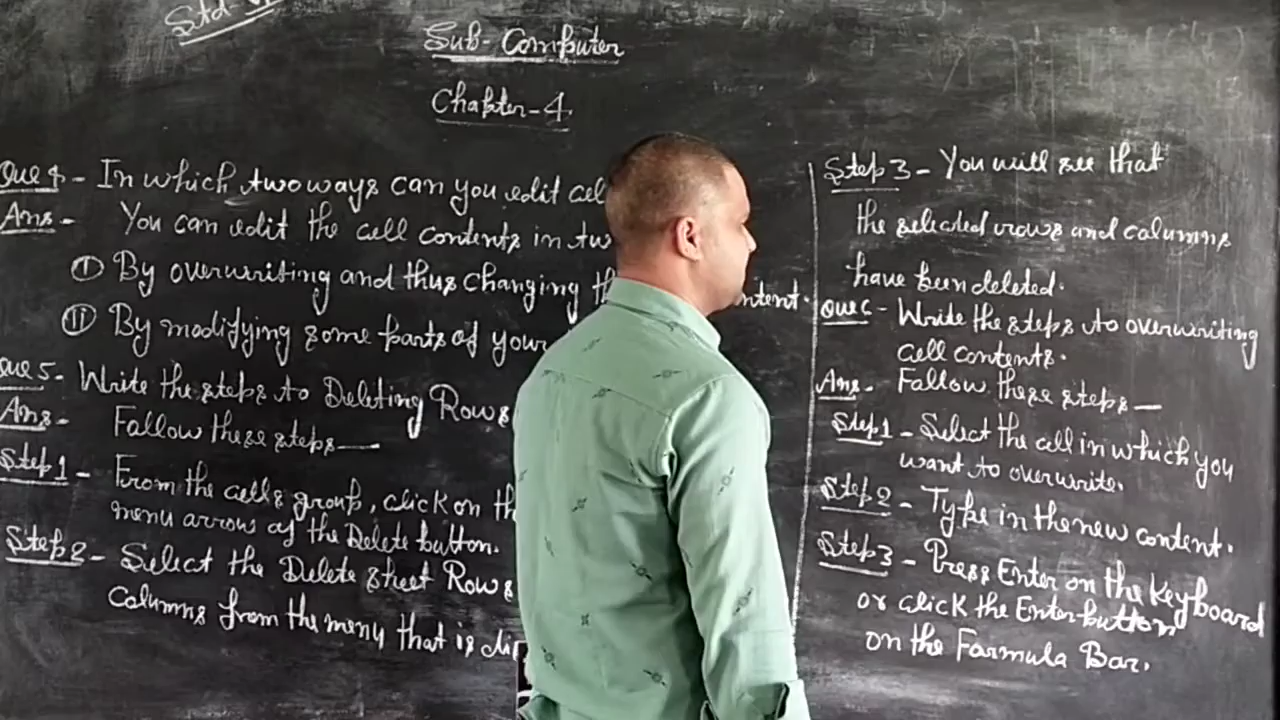 Std-
Sub- Computer
Chapter-4.
Que 4- In which two ways can you edit cel
Ans- You can edit the cell contents in tw
I By overwriting and thus changing th ntent.
II By modifying some parts of your
Que 5- Write the steps to Deleting Rows
Ans- Follow these steps—
Step 1- From the cells group, click on th
menu arrows of the Delete button.
Step 2- Select the Delete sheet Rows
Columns from the menu that is di
Step 3- You will see that
the selected rows and columns
have been deleted.
Que 6- Write the steps to overwriting
cell contents.
Ans- Follow these steps—
Step 1- Select the cell in which you
want to overwrite.
Step 2- Type in the new content.
Step 3- Press Enter on the Keyboard
or click the Enter button
on the Formula Bar.